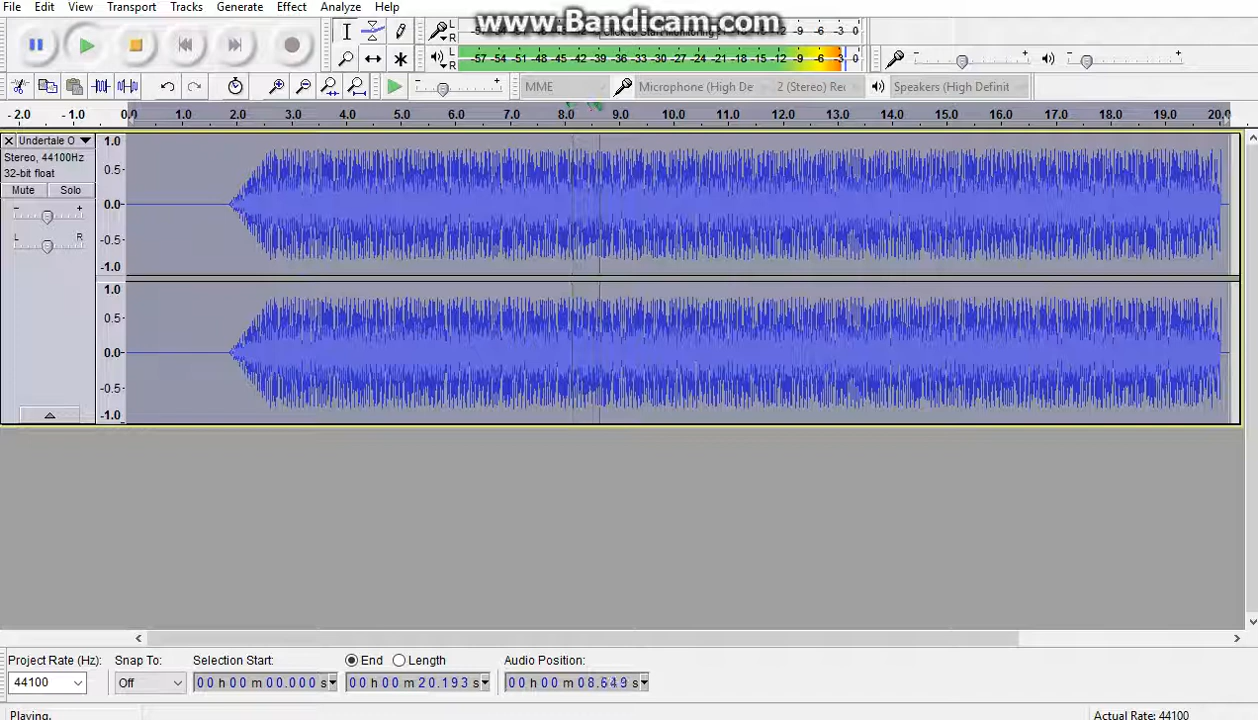 File Edit View Transport Tracks Generate Effect Analyze Help
www.Bandicam.com
-57 Click to Start Monitoring -12 -9 -6 -3 0
L R
-57 -54 -51 -48 -45 -42 -39 -36 -33 -30 -27 -24 -21 -18 -15 -12 -9 -6 -3 0
L R
- + - +
- + MME Microphone (High De 2 (Stereo) Rec Speakers (High Definit
-2.0 -1.0 0.0 1.0 2.0 3.0 4.0 5.0 6.0 7.0 8.0 9.0 10.0 11.0 12.0 13.0 14.0 15.0 16.0 17.0 18.0 19.0 20.0
Undertale O
Stereo, 44100Hz
32-bit float
Mute Solo
- +
L R
1.0
0.5
0.0
-0.5
-1.0
1.0
0.5
0.0
-0.5
-1.0
Project Rate (Hz): Snap To: Selection Start: End Length Audio Position:
44100 Off 00 h 00 m 00.000 s 00 h 00 m 20.193 s 00 h 00 m 08.649 s
Playing. Actual Rate: 44100